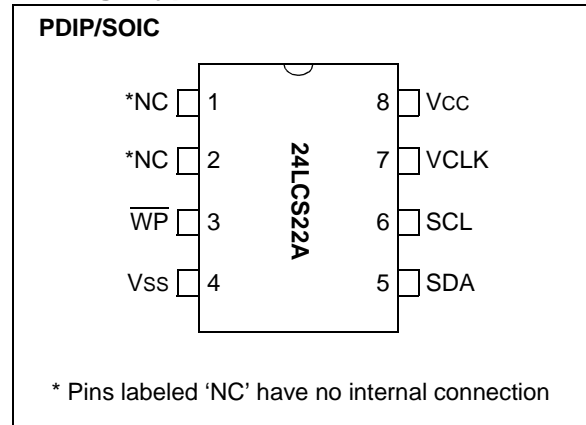 PDIP/SOIC
*NC 1 8 Vcc
*NC 2 7 VCLK
W̅P̅ 3 6 SCL
Vss 4 5 SDA
24LCS22A
* Pins labeled ‘NC’ have no internal connection